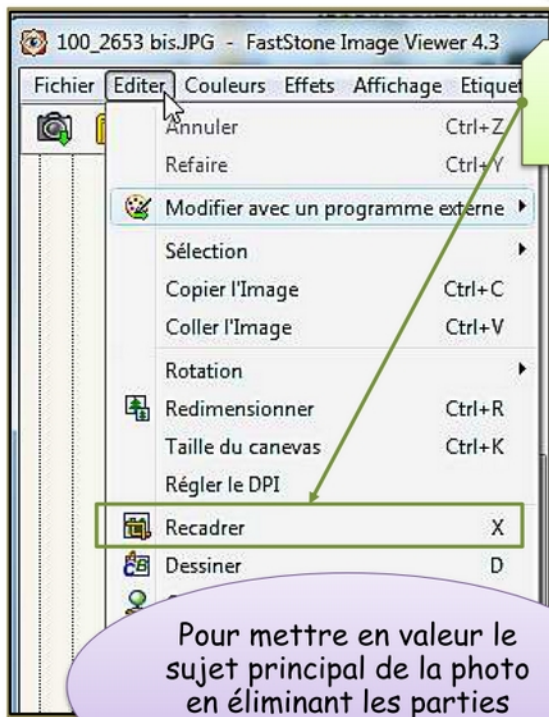 100_2653 bis.JPG - FastStone Image Viewer 4.3
Fichier Editer Couleurs Effets Affichage
Annuler Ctrl+Z
Refaire Ctrl+Y
Modifier avec un programme externe
Sélection
Copier l'Image Ctrl+C
Coller l'Image Ctrl+V
Rotation
Redimensionner Ctrl+R
Taille du canevas Ctrl+K
Régler le DPI
Recadrer X
Dessiner D
Pour mettre en valeur le
sujet principal de la photo
en éliminant les parties